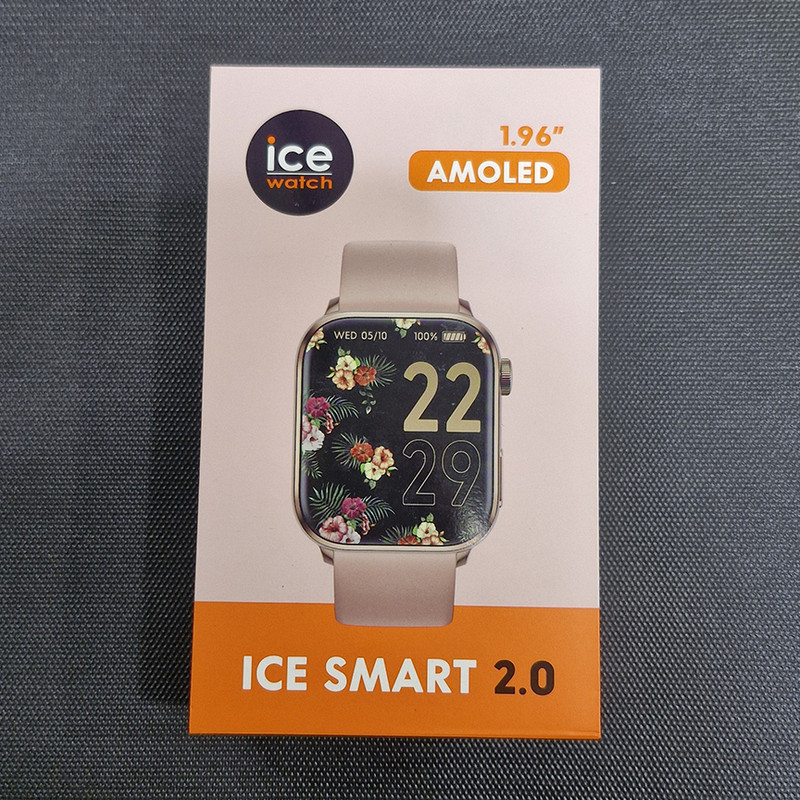 ice
watch
1.96"
AMOLED
WED 05/10 100%
22
29
ICE SMART 2.0